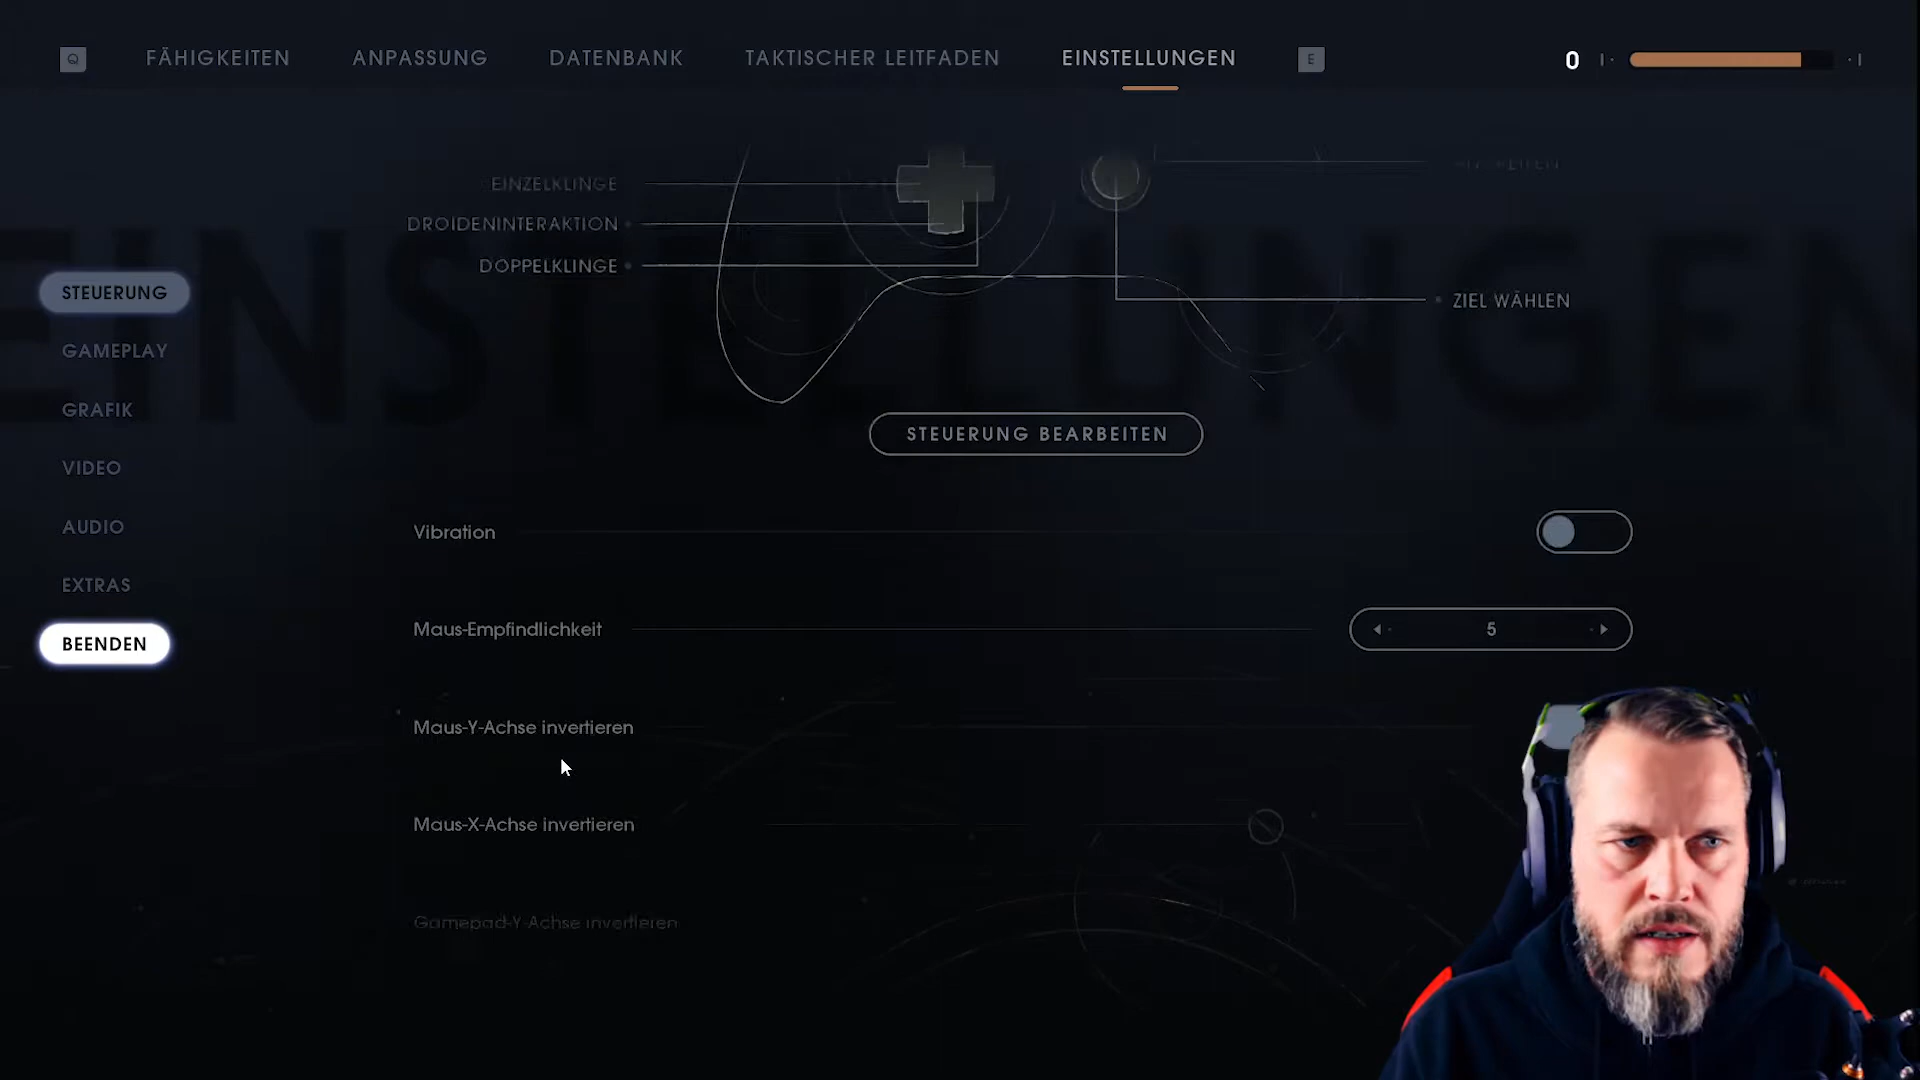 Q FÄHIGKEITEN ANPASSUNG DATENBANK TAKTISCHER LEITFADEN EINSTELLUNGEN E 0
EINSTELLUNGEN
EINZELKLINGE
DROIDENINTERAKTION
DOPPELKLINGE
ZIEL WÄHLEN
STEUERUNG
GAMEPLAY
GRAFIK
VIDEO
AUDIO
EXTRAS
BEENDEN
STEUERUNG BEARBEITEN
Vibration
Maus-Empfindlichkeit 5
Maus-Y-Achse invertieren
Maus-X-Achse invertieren
Gamepad-Y-Achse invertieren